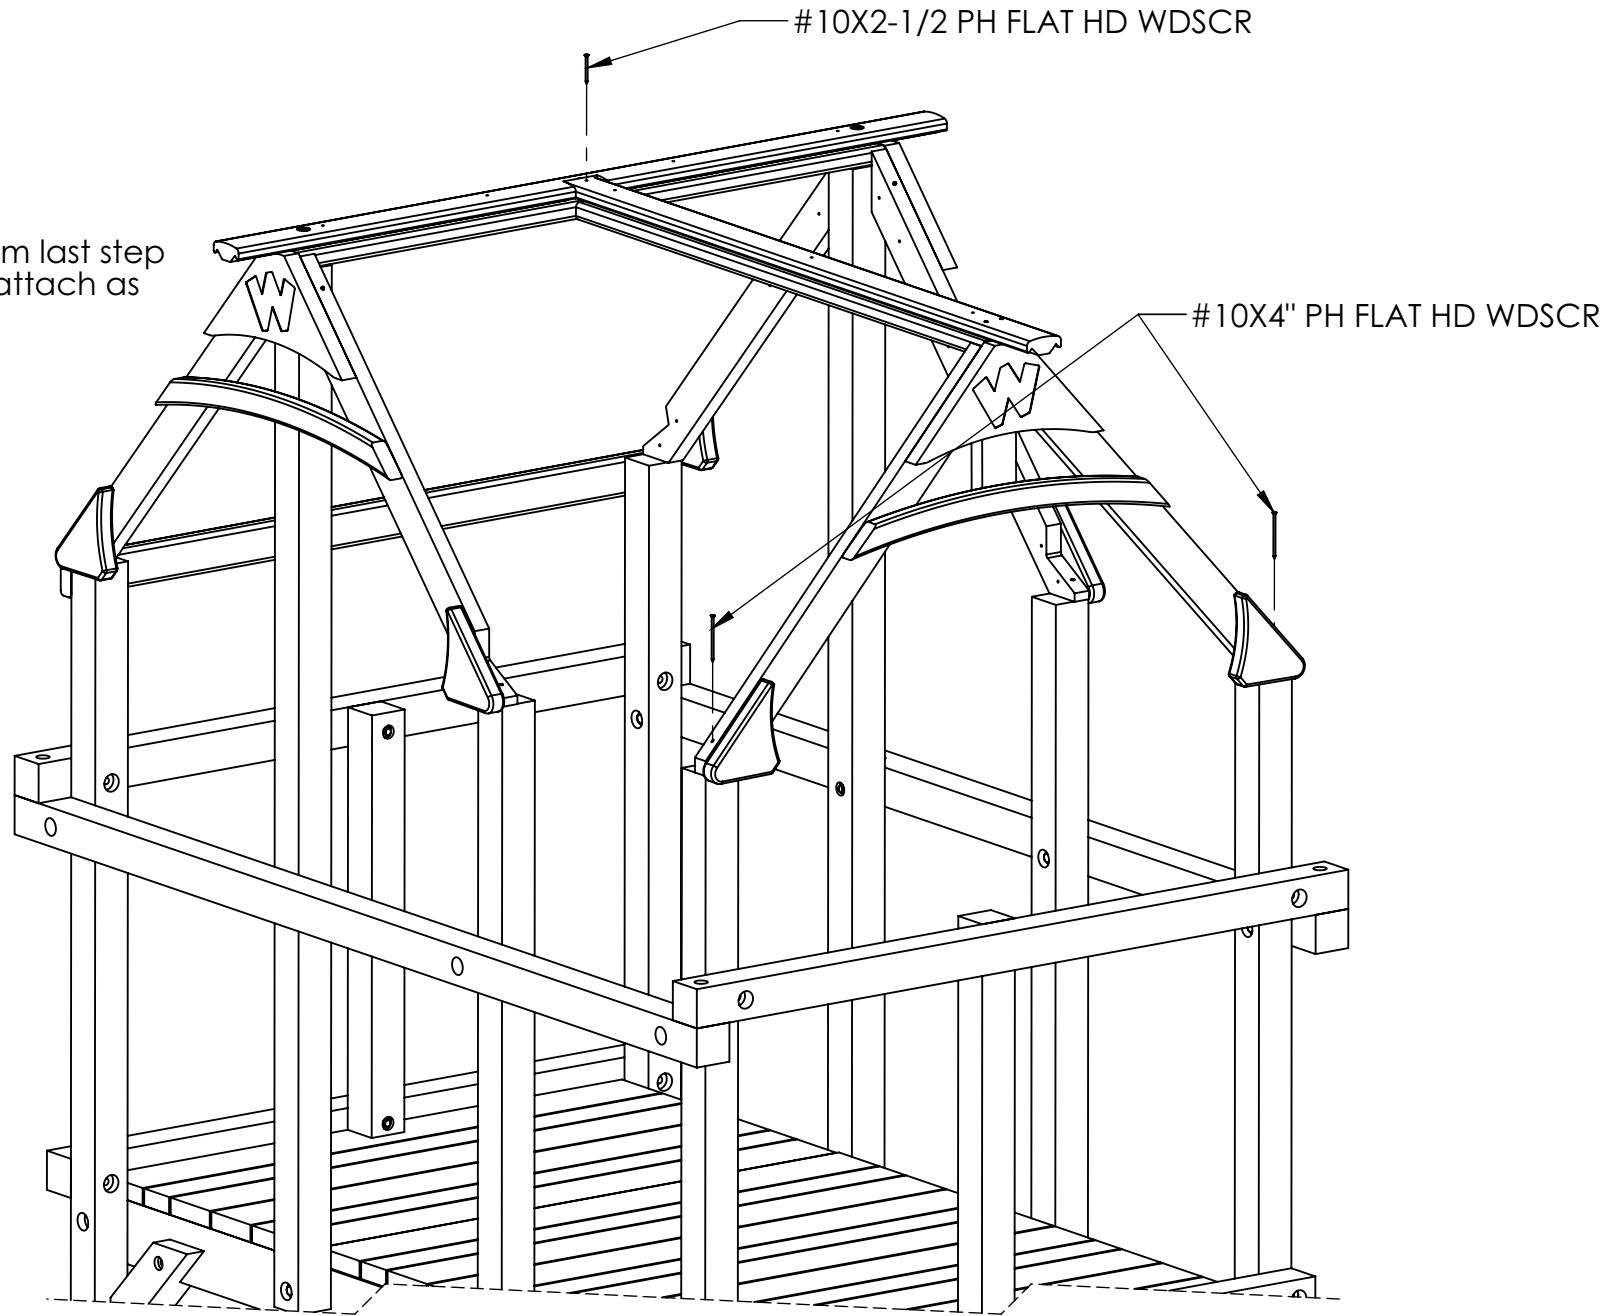 #10X2-1/2 PH FLAT HD WDSCR
m last step
attach as
W
#10X4" PH FLAT HD WDSCR
W